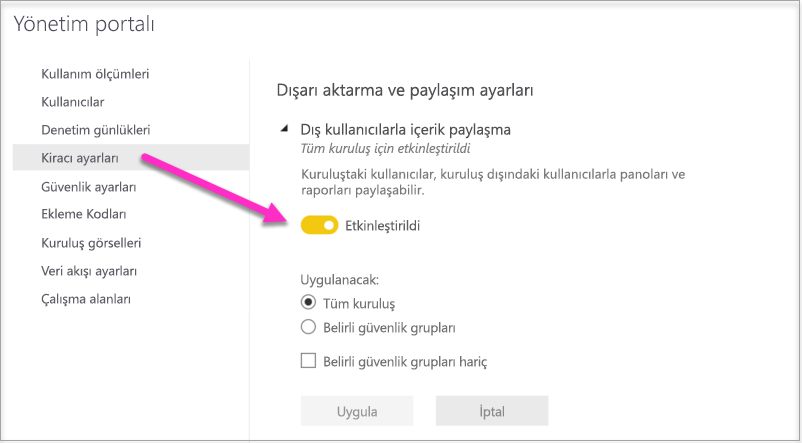 Yönetim portalı
Kullanım ölçümleri
Kullanıcılar
Denetim günlükleri
Kiracı ayarları
Güvenlik ayarları
Ekleme Kodları
Kuruluş görselleri
Veri akışı ayarları
Çalışma alanları
Dışarı aktarma ve paylaşım ayarları
Dış kullanıcılarla içerik paylaşma
Tüm kuruluş için etkinleştirildi
Kuruluştaki kullanıcılar, kuruluş dışındaki kullanıcılarla panoları ve
raporları paylaşabilir.
Etkinleştirildi
Uygulanacak:
Tüm kuruluş
Belirli güvenlik grupları
Belirli güvenlik grupları hariç
Uygula
İptal